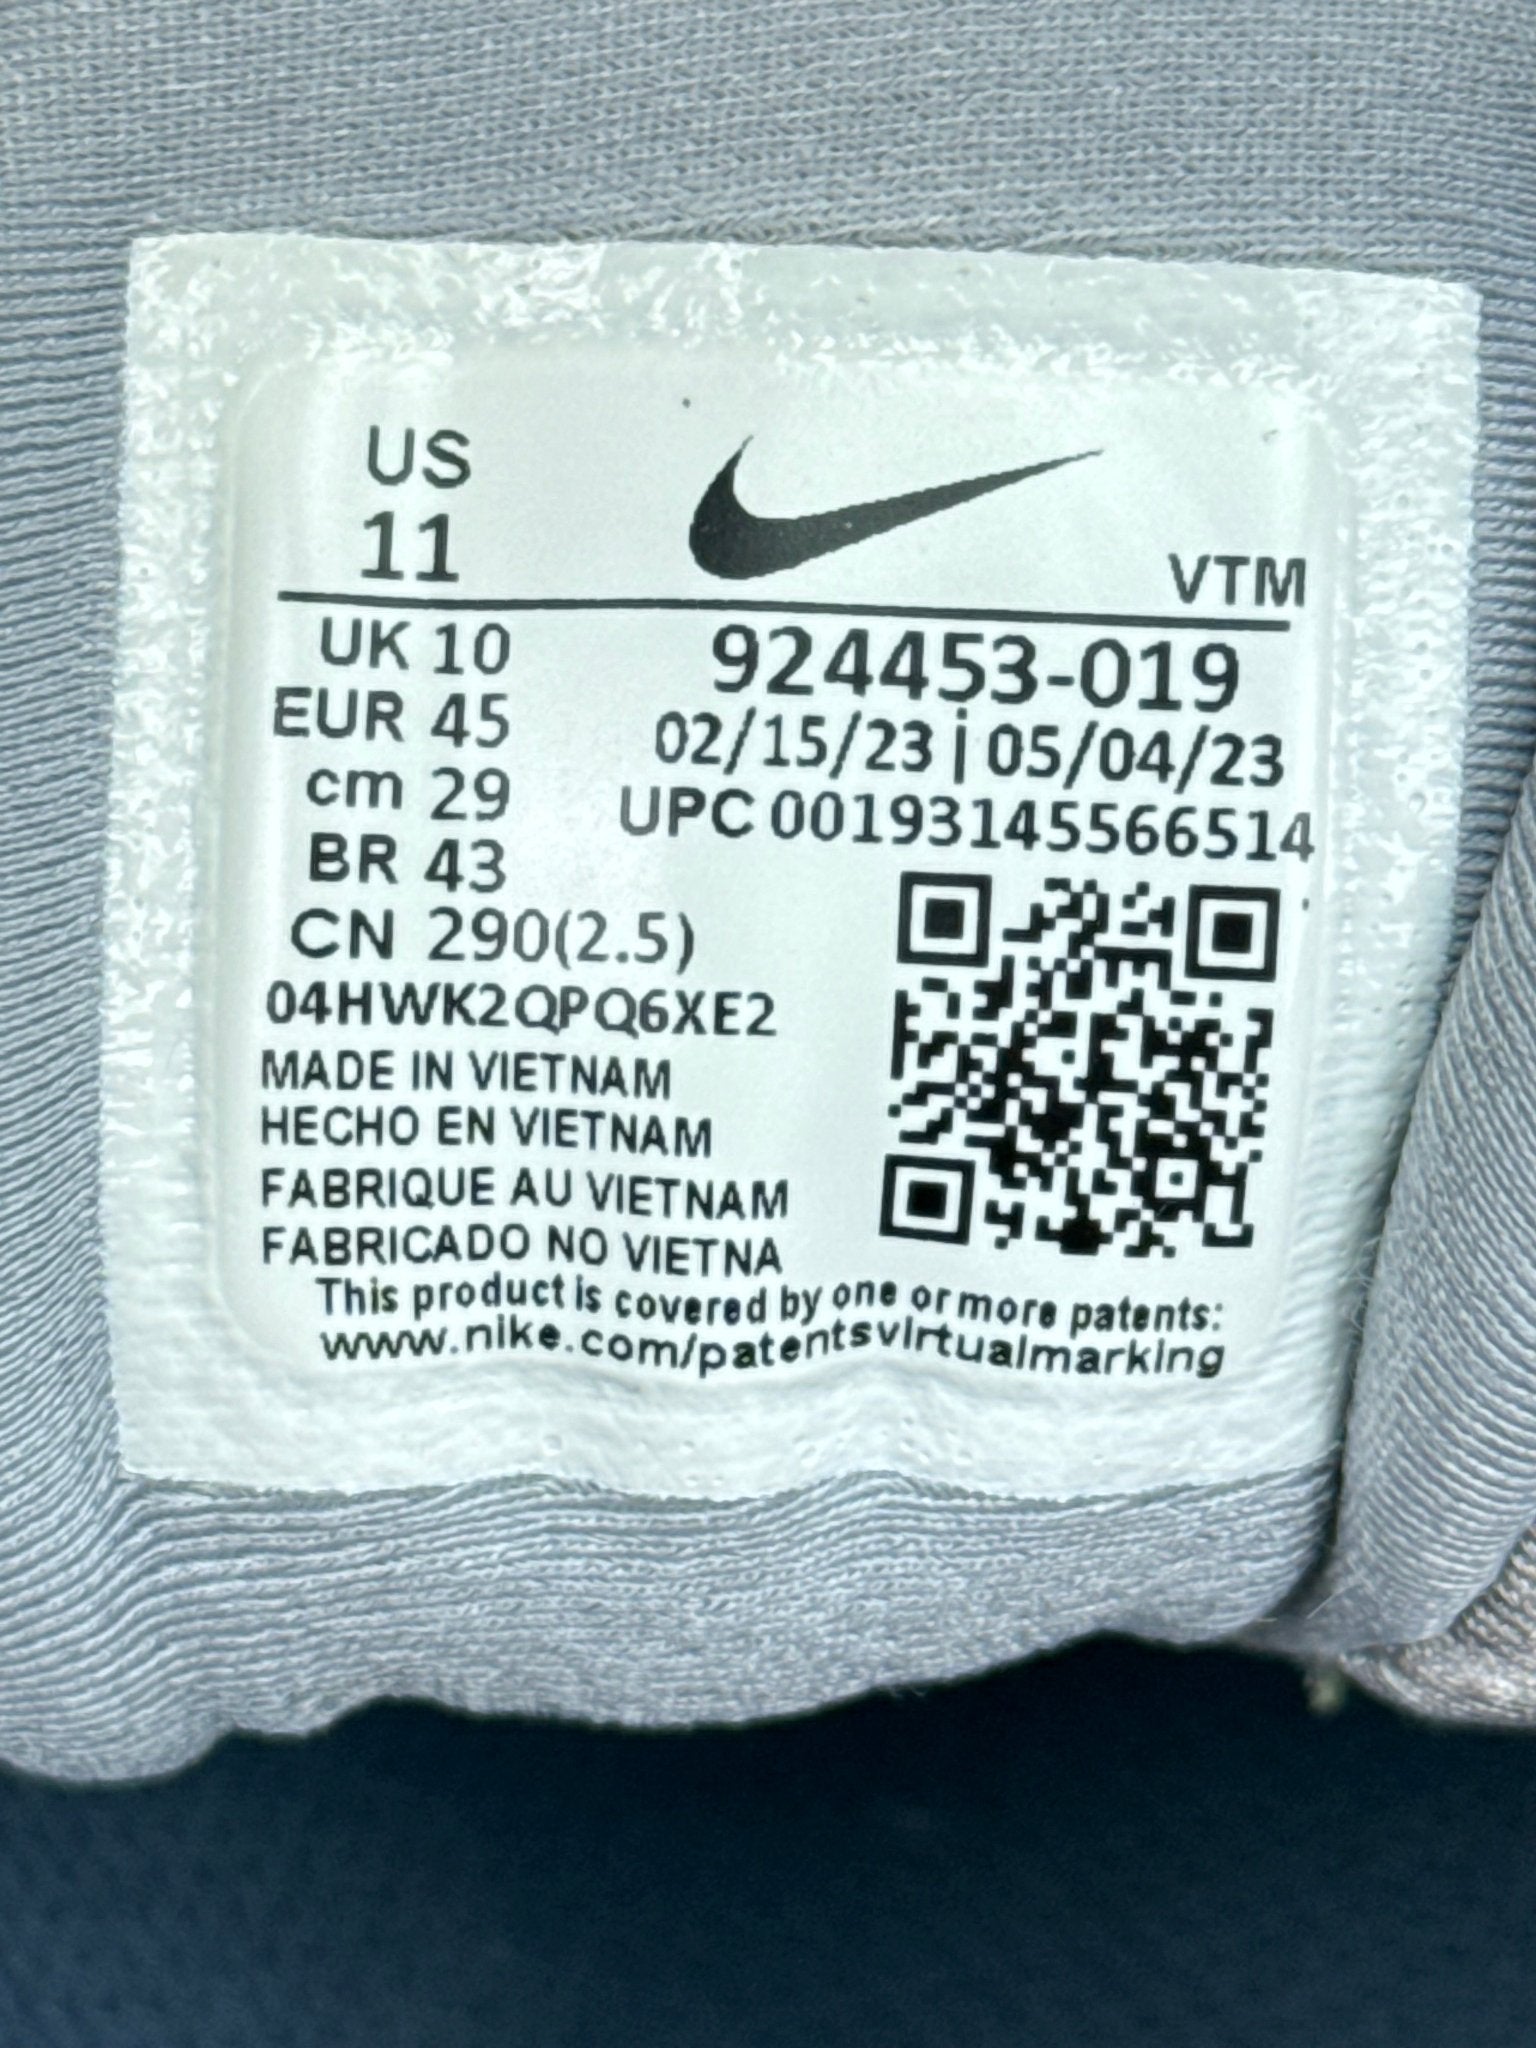 US
11
VTM
UK 10
EUR 45
cm 29
BR 43
CN 290(2.5)
924453-019
02/15/23 | 05/04/23
UPC 00193145566514
04HWK2QPQ6XE2
MADE IN VIETNAM
HECHO EN VIETNAM
FABRIQUE AU VIETNAM
FABRICADO NO VIETNA
This product is covered by one or more patents:
www.nike.com/patentsvirtualmarking